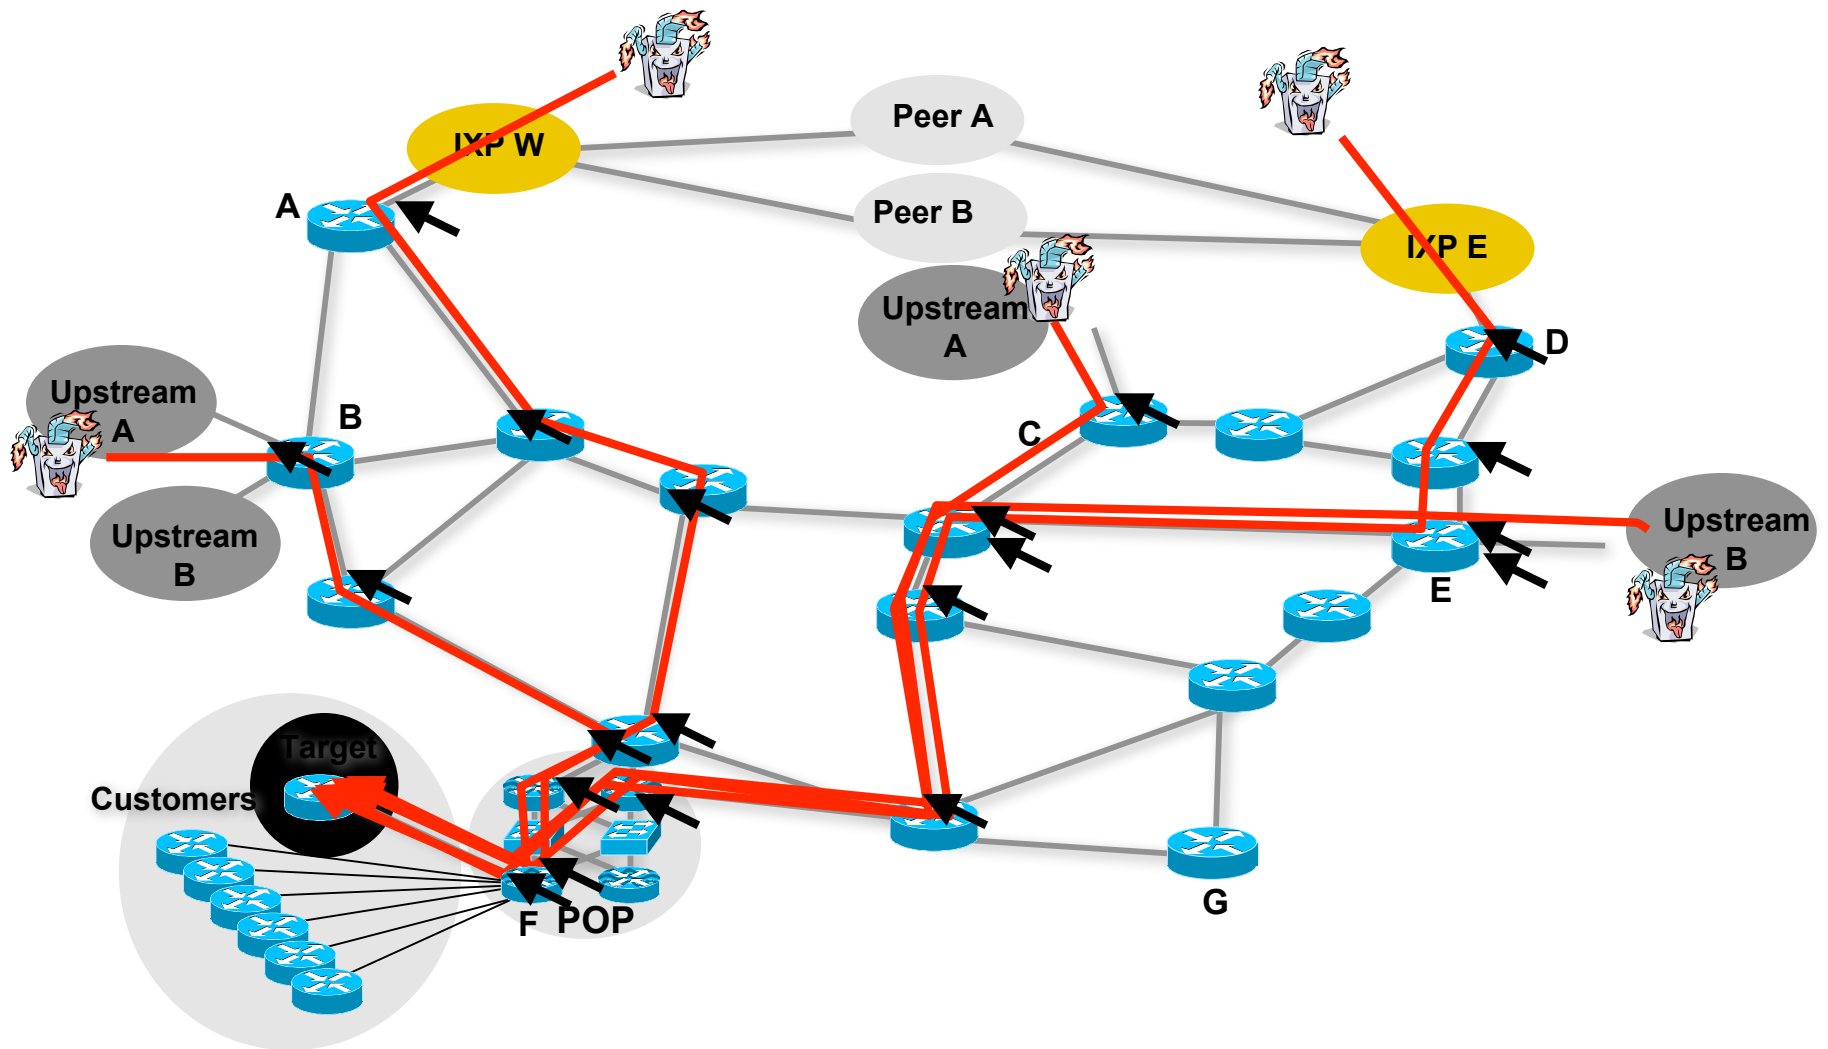 IXP W
Peer A
A
Peer B
IXP E
Upstream
A
D
Upstream
A
B
C
Upstream
B
Upstream
B
E
Target
Customers
F
POP
G